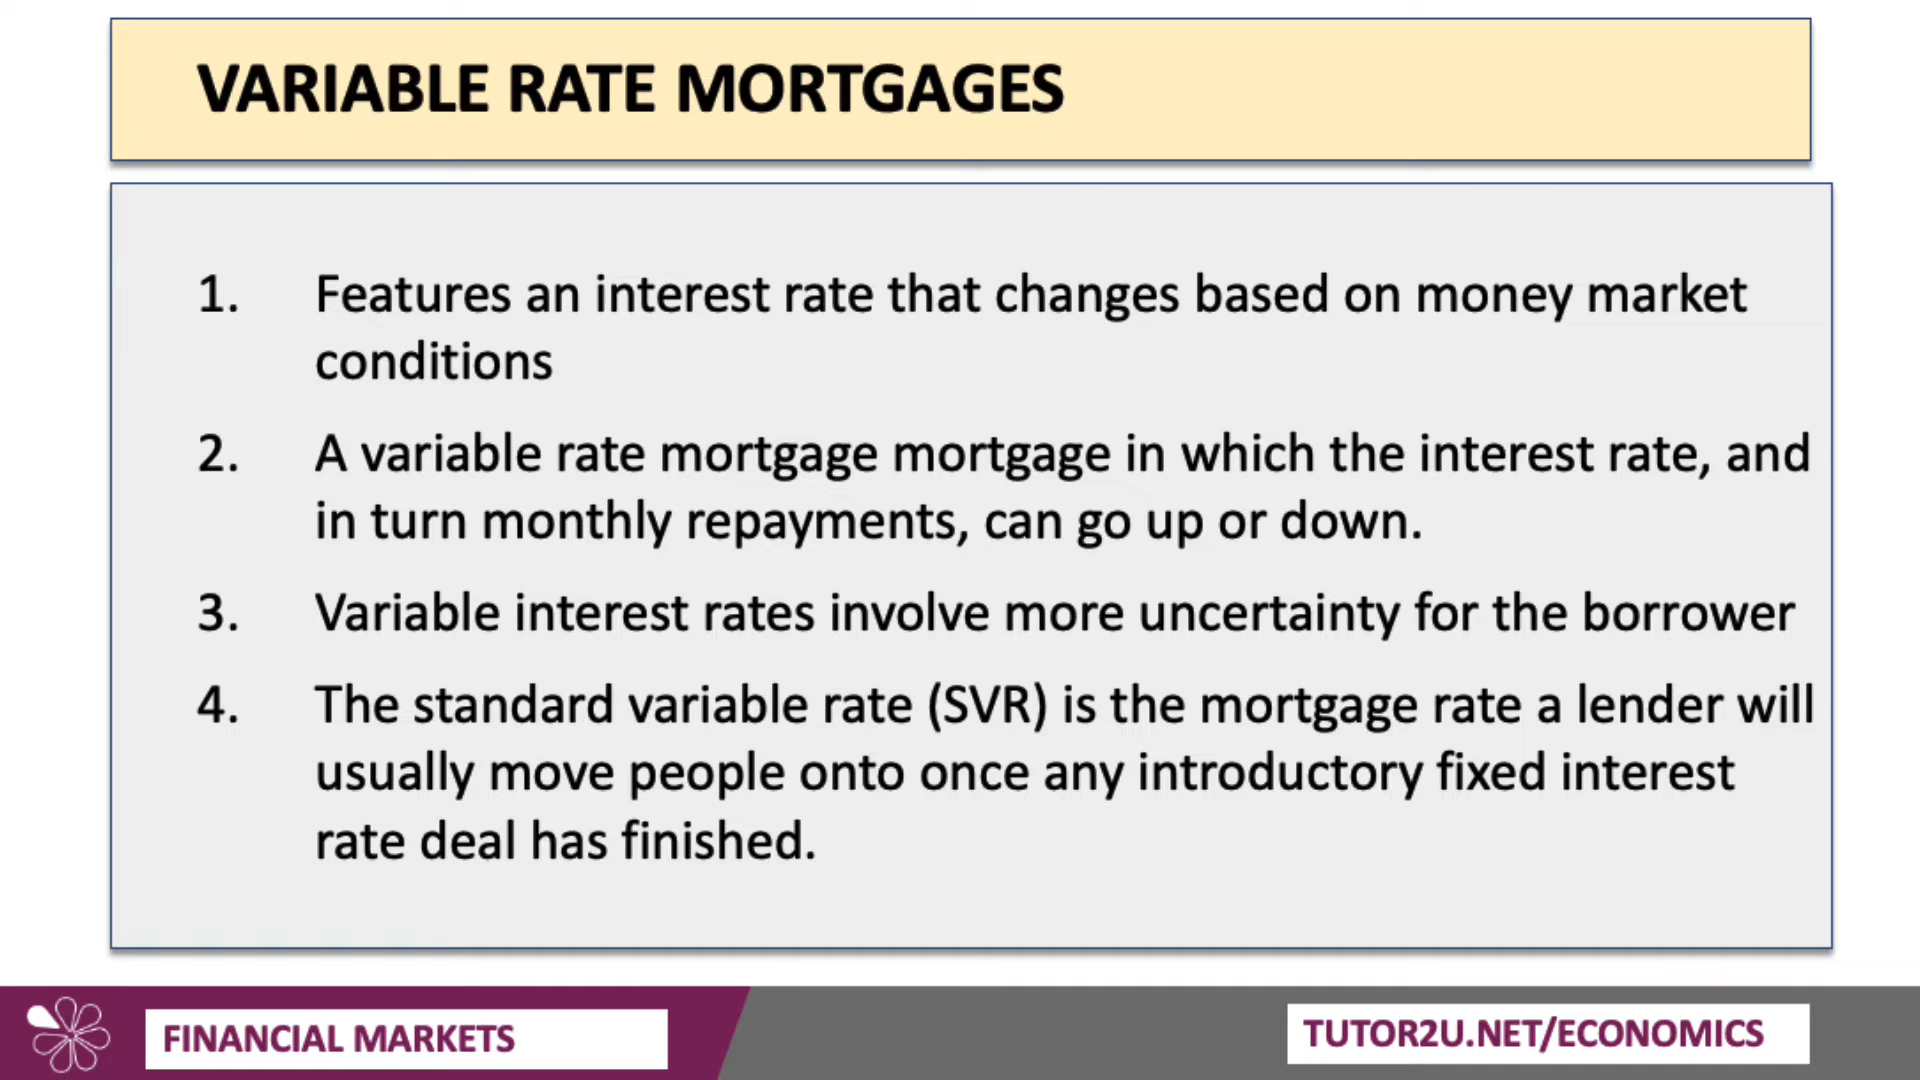 VARIABLE RATE MORTGAGES
1. Features an interest rate that changes based on money market
conditions
2. A variable rate mortgage mortgage in which the interest rate, and
in turn monthly repayments, can go up or down.
3. Variable interest rates involve more uncertainty for the borrower
4. The standard variable rate (SVR) is the mortgage rate a lender will
usually move people onto once any introductory fixed interest
rate deal has finished.
FINANCIAL MARKETS
TUTOR2U.NET/ECONOMICS